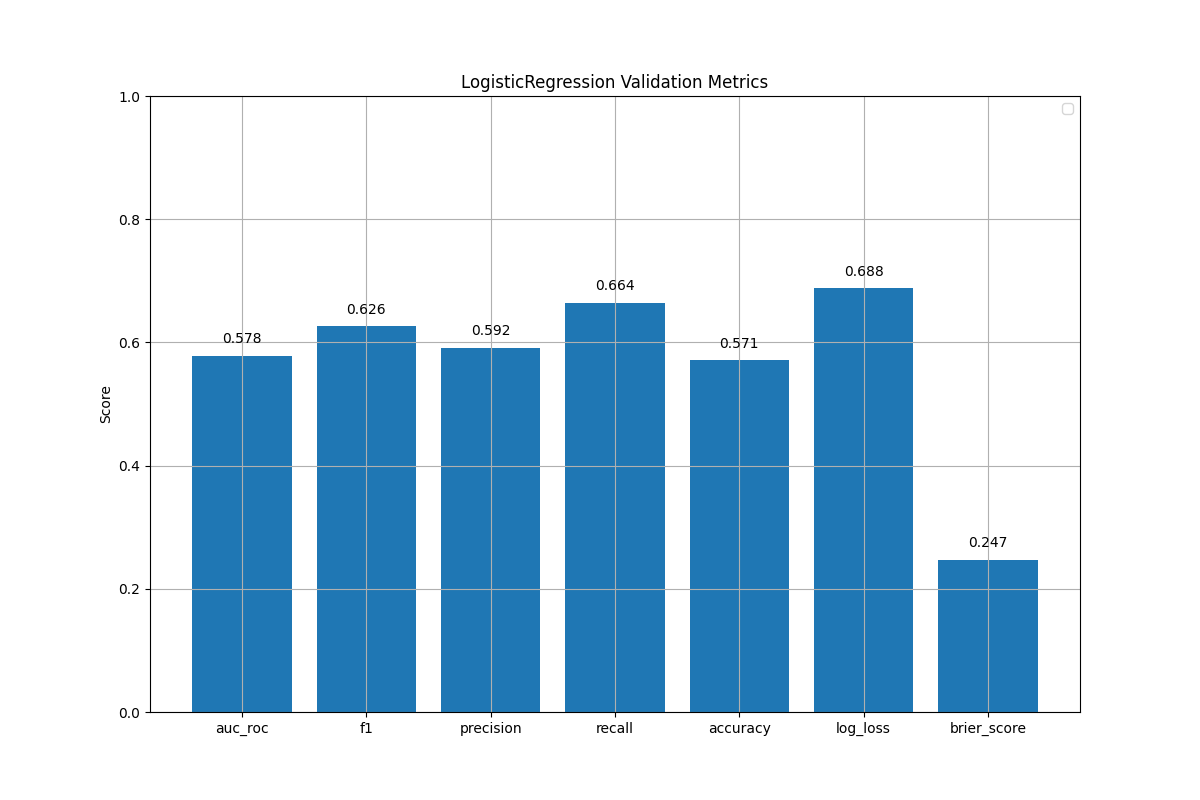 LogisticRegression Validation Metrics
1.0
0.8
0.6
0.4
0.2
0.0
Score
0.578
0.626
0.592
0.664
0.571
0.688
0.247
auc_roc
f1
precision
recall
accuracy
log_loss
brier_score